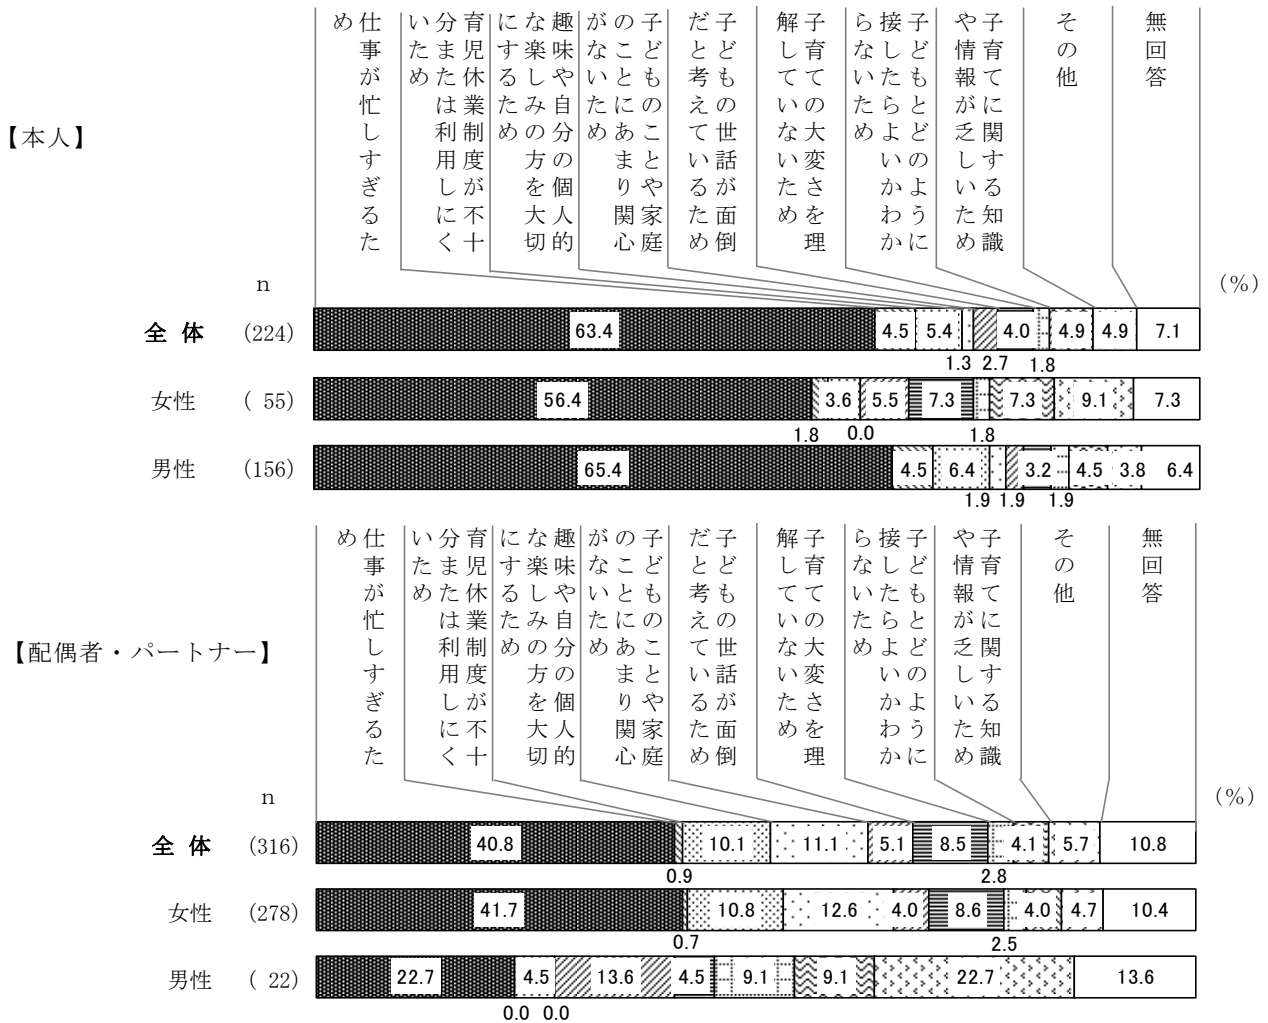 仕事が忙しすぎるた
め
育児休業制度が不十
分または利用しにく
いため
趣味や自分の個人的
な楽しみの方を大切
にするため
子どものことや家庭
のことにあまり関心
がないため
子どもの世話が面倒
だと考えているため
子育ての大変さを理
解していないため
子どもとどのように
接したらよいかわか
らないため
子育てに関する知識
や情報が乏しいため
その他
無回答
【本人】
n
(%)
全体 (224) 63.4 4.5 5.4 4.0 4.9 4.9 7.1
1.3 2.7 1.8
女性 ( 55) 56.4 3.6 5.5 7.3 7.3 9.1 7.3
1.8 0.0 1.8
男性 (156) 65.4 4.5 6.4 3.2 4.5 3.8 6.4
1.9 1.9 1.9
仕事が忙しすぎるた
め
育児休業制度が不十
分または利用しにく
いため
趣味や自分の個人的
な楽しみの方を大切
にするため
子どものことや家庭
のことにあまり関心
がないため
子どもの世話が面倒
だと考えているため
子育ての大変さを理
解していないため
子どもとどのように
接したらよいかわか
らないため
子育てに関する知識
や情報が乏しいため
その他
無回答
【配偶者・パートナー】
n
(%)
全体 (316) 40.8 10.1 11.1 5.1 8.5 4.1 5.7 10.8
0.9 2.8
女性 (278) 41.7 10.8 12.6 4.0 8.6 4.0 4.7 10.4
0.7 2.5
男性 ( 22) 22.7 4.5 13.6 4.5 9.1 9.1 22.7 13.6
0.0 0.0